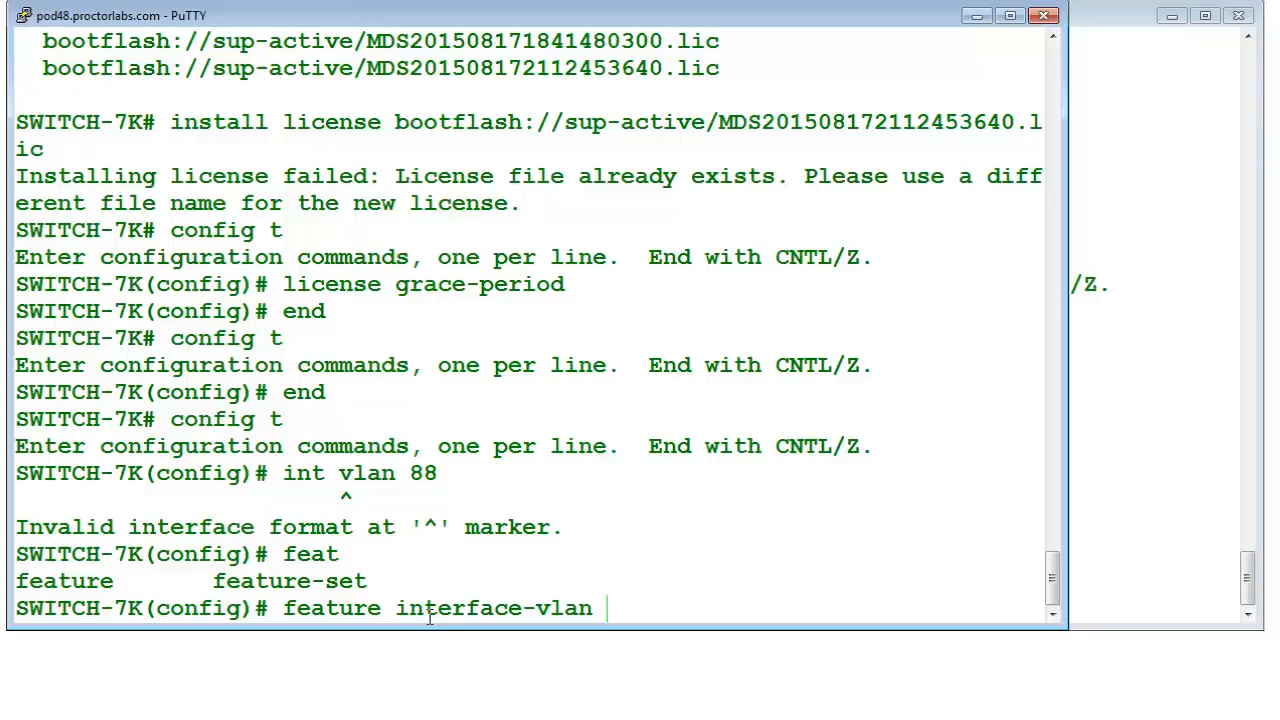 pod48.proctorlabs.com - PuTTY
bootflash://sup-active/MDS201508171841480300.lic
bootflash://sup-active/MDS201508172112453640.lic
SWITCH-7K# install license bootflash://sup-active/MDS201508172112453640.l
ic
Installing license failed: License file already exists. Please use a diff
erent file name for the new license.
SWITCH-7K# config t
Enter configuration commands, one per line.  End with CNTL/Z.
SWITCH-7K(config)# license grace-period
/Z.
SWITCH-7K(config)# end
SWITCH-7K# config t
Enter configuration commands, one per line.  End with CNTL/Z.
SWITCH-7K(config)# end
SWITCH-7K# config t
Enter configuration commands, one per line.  End with CNTL/Z.
SWITCH-7K(config)# int vlan 88
^
Invalid interface format at '^' marker.
SWITCH-7K(config)# feat
feature       feature-set
SWITCH-7K(config)# feature interface-vlan